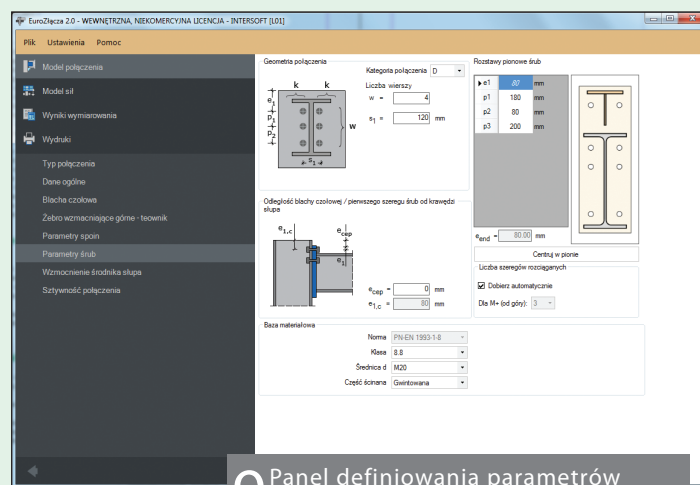 EuroZłącza 2.0 - WEWNĘTRZNA, NIEKOMERCYJNA LICENCJA - INTERSOFT [L01]
Plik Ustawienia Pomoc
Model połączenia
Model sił
Wyniki wymiarowania
Wydruki
Typ połączenia
Dane ogólne
Blacha czołowa
Żebro wzmacniające górne - teownik
Parametry spoin
Parametry śrub
Wzmocnienie środnika słupa
Sztywność połączenia
Geometria połączenia
Kategoria połączenia D
k k
e1
p1
p2
w
s1
Liczba wierszy
w = 4
s1 = 120 mm
Odległość blachy czołowej / pierwszego szeregu śrub od krawędzi
słupa
e1,c
ecep
e1
ecep = 0 mm
e1,c = 80 mm
Rozstawy pionowe śrub
e1 80 mm
p1 180 mm
p2 80 mm
p3 200 mm
eend = 80.00 mm
Centruj w pionie
Liczba szeregów rozciąganych
Dobierz automatycznie
Dla M+ (od góry): 3
Baza materiałowa
Norma PN-EN 1993-1-8
Klasa 8.8
Średnica d M20
Część ścinana Gwintowana
Panel definiowania parametrów